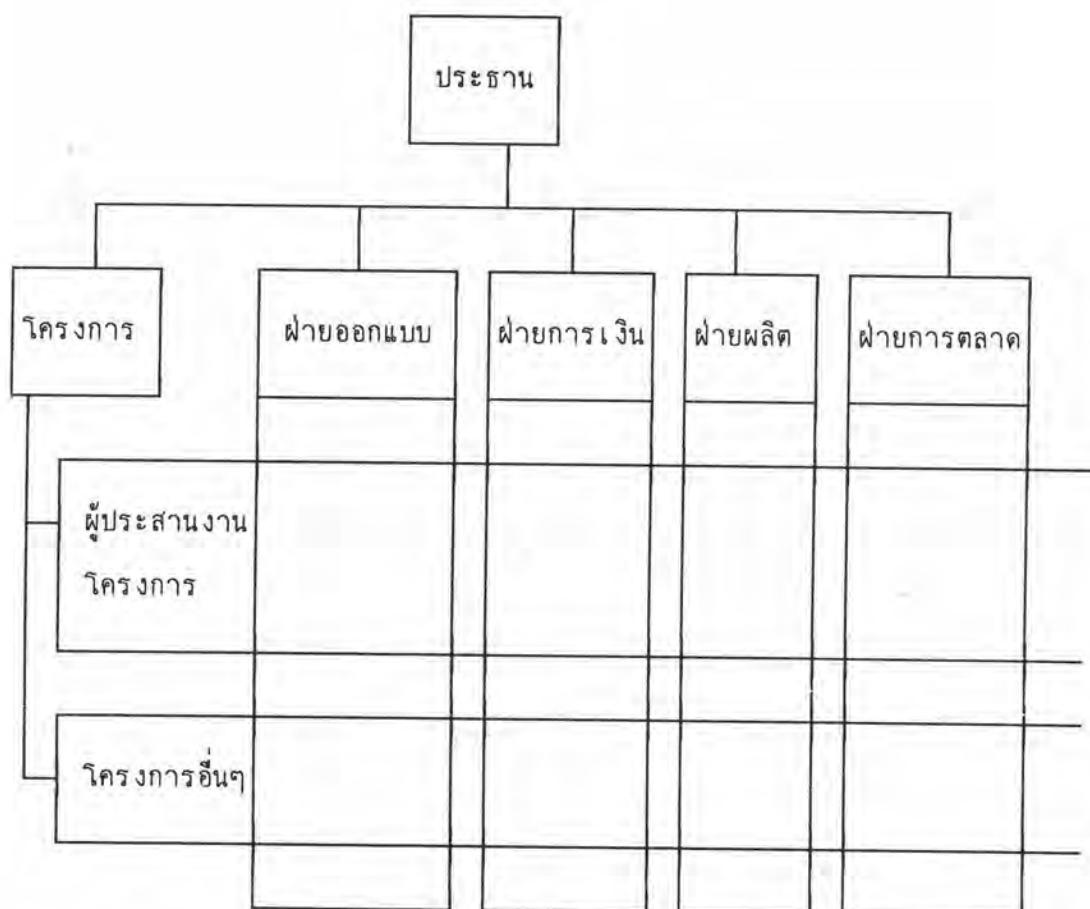 ประธาน
โครงการ
ฝ่ายออกแบบ
ฝ่ายการเงิน
ฝ่ายผลิต
ฝ่ายการตลาด
ผู้ประสานงาน
โครงการ
โครงการอื่นๆ